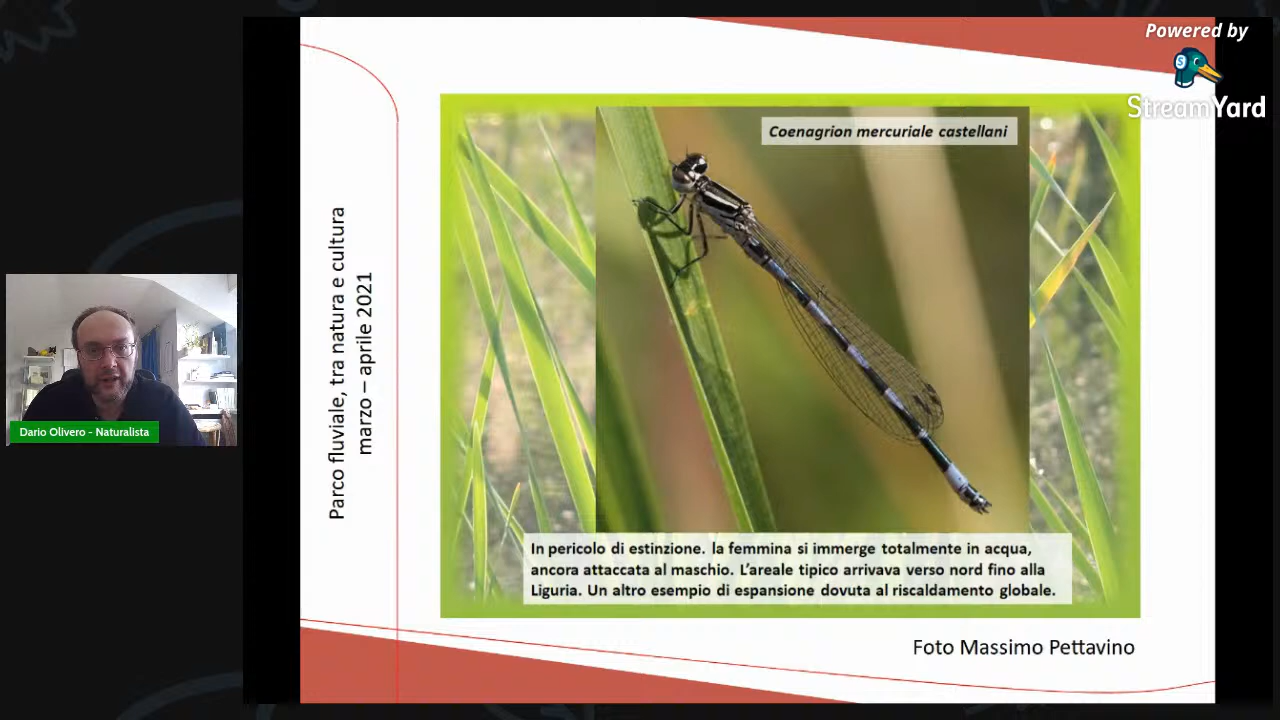 Powered by
StreamYard
Coenagrion mercuriale castellani
Parco fluviale, tra natura e cultura
marzo – aprile 2021
Dario Olivero - Naturalista
In pericolo di estinzione. la femmina si immerge totalmente in acqua,
ancora attaccata al maschio. L’areale tipico arrivava verso nord fino alla
Liguria. Un altro esempio di espansione dovuta al riscaldamento globale.
Foto Massimo Pettavino